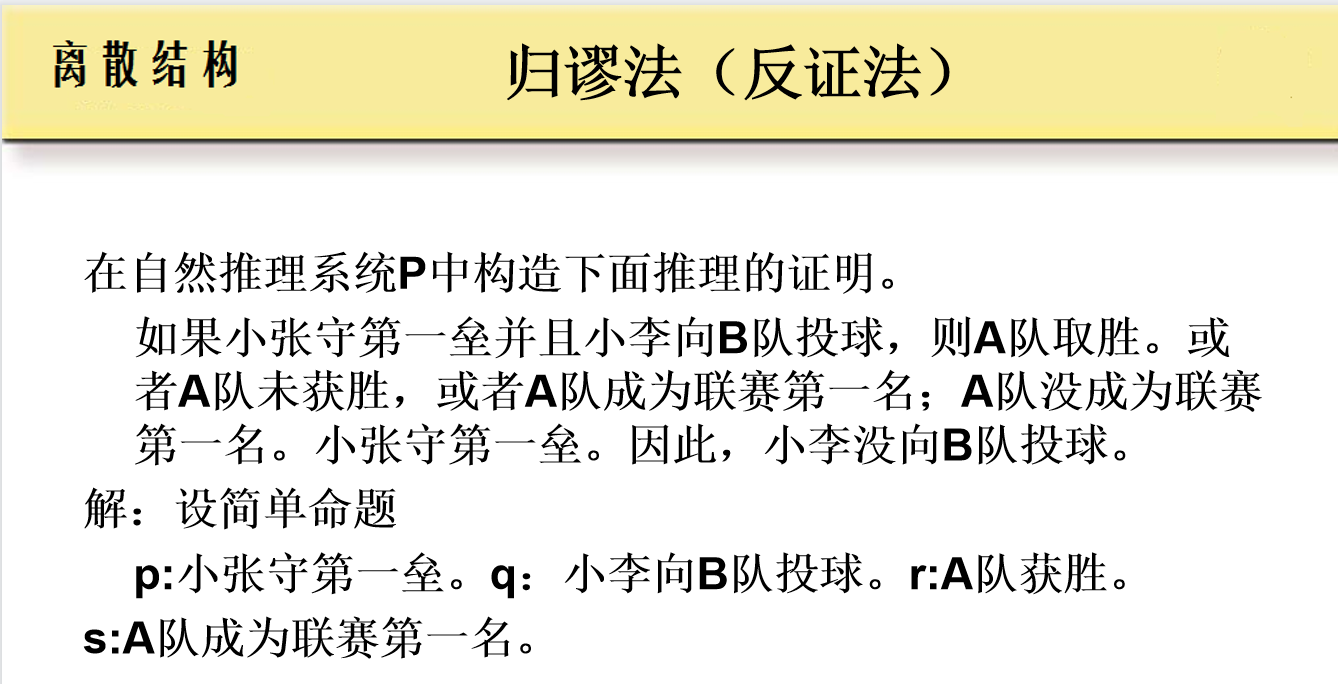 离散结构
归谬法（反证法）
在自然推理系统P中构造下面推理的证明。
如果小张守第一垒并且小李向B队投球，则A队取胜。或
者A队未获胜，或者A队成为联赛第一名；A队没成为联赛
第一名。小张守第一垒。因此，小李没向B队投球。
解：设简单命题
p:小张守第一垒。q：小李向B队投球。r:A队获胜。
s:A队成为联赛第一名。